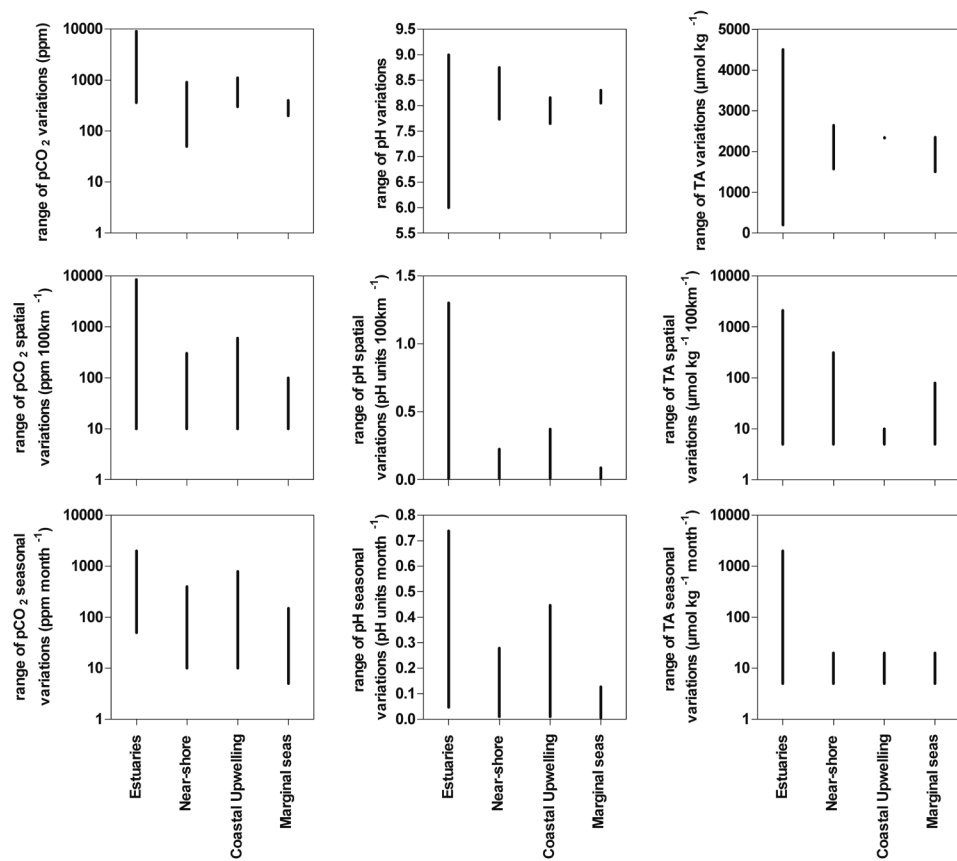 range of pCO2 variations (ppm)
10000
1000
100
10
1
range of pH variations
9.5
9.0
8.5
8.0
7.5
7.0
6.5
6.0
5.5
range of TA variations (µmol kg-1)
5000
4000
3000
2000
1000
0
range of pCO2 spatial
variations (ppm 100km-1)
10000
1000
100
10
1
range of pH spatial
variations (pH units 100km-1)
1.5
1.0
0.5
0.0
range of TA spatial
variations (µmol kg-1 100km-1)
10000
1000
100
10
1
range of pCO2 seasonal
variations (ppm month-1)
10000
1000
100
10
1
range of pH seasonal
variations (pH units month-1)
0.8
0.7
0.6
0.5
0.4
0.3
0.2
0.1
0.0
range of TA seasonal
variations (µmol kg-1 month-1)
10000
1000
100
10
1
Estuaries
Near-shore
Coastal Upwelling
Marginal seas
Estuaries
Near-shore
Coastal Upwelling
Marginal seas
Estuaries
Near-shore
Coastal Upwelling
Marginal seas